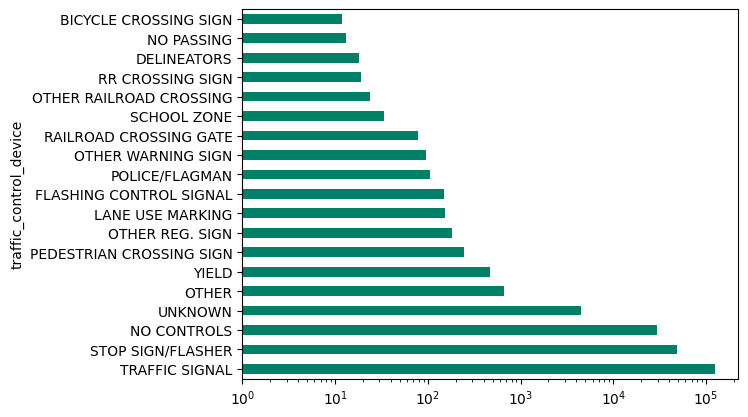 BICYCLE CROSSING SIGN
NO PASSING
DELINEATORS
RR CROSSING SIGN
OTHER RAILROAD CROSSING
SCHOOL ZONE
RAILROAD CROSSING GATE
OTHER WARNING SIGN
POLICE/FLAGMAN
FLASHING CONTROL SIGNAL
LANE USE MARKING
OTHER REG. SIGN
PEDESTRIAN CROSSING SIGN
YIELD
OTHER
UNKNOWN
NO CONTROLS
STOP SIGN/FLASHER
TRAFFIC SIGNAL
traffic_control_device
10⁰ 10¹ 10² 10³ 10⁴ 10⁵